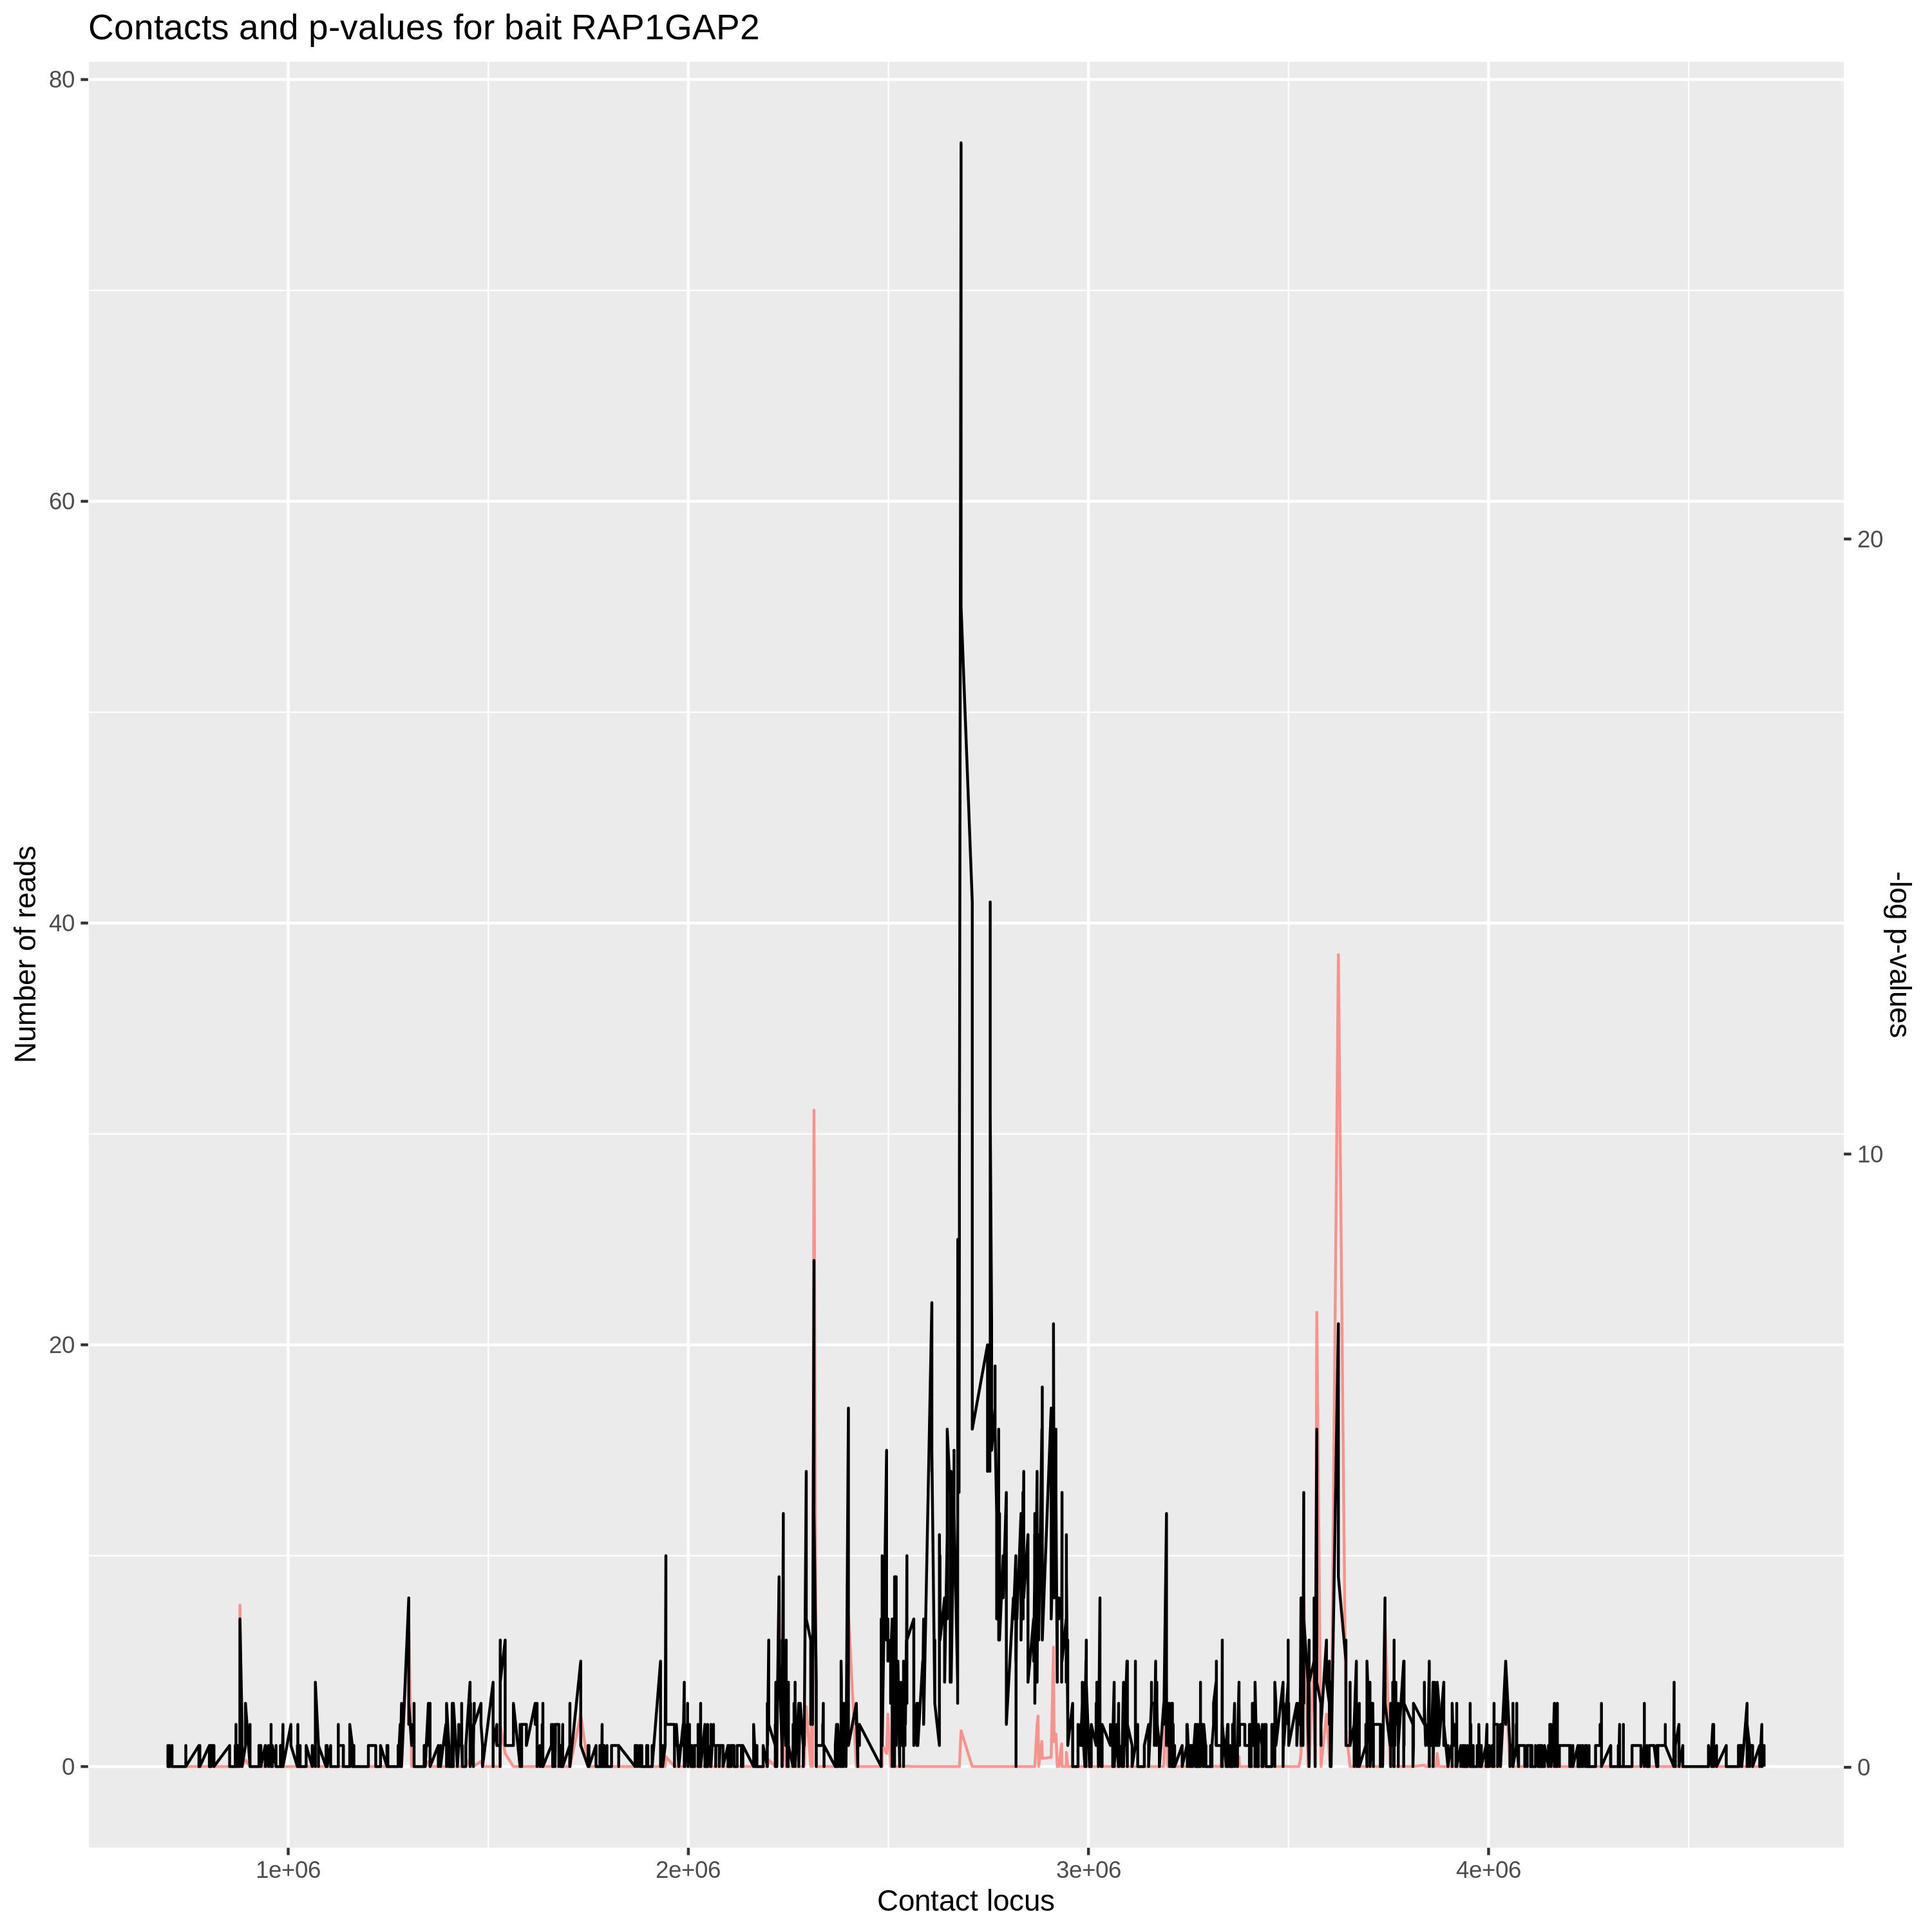 Contacts and p-values for bait RAP1GAP2
80
60
40
20
0
Number of reads
20
10
0
-log p-values
1e+06
2e+06
3e+06
4e+06
Contact locus